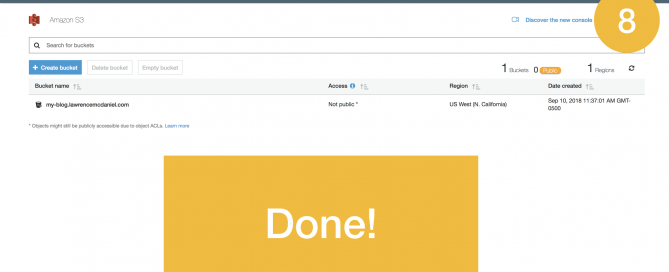 8
Amazon S3
Discover the new console
Search for buckets
+ Create bucket Delete bucket Empty bucket 1 Buckets 0 Public 1 Regions
Bucket name Access Region Date created
my-blog.lawrencemcdaniel.com Not public * US West (N. California) Sep 10, 2018 11:37:01 AM GMT-
0500
* Objects might still be publicly accessible due to object ACLs. Learn more
Done!